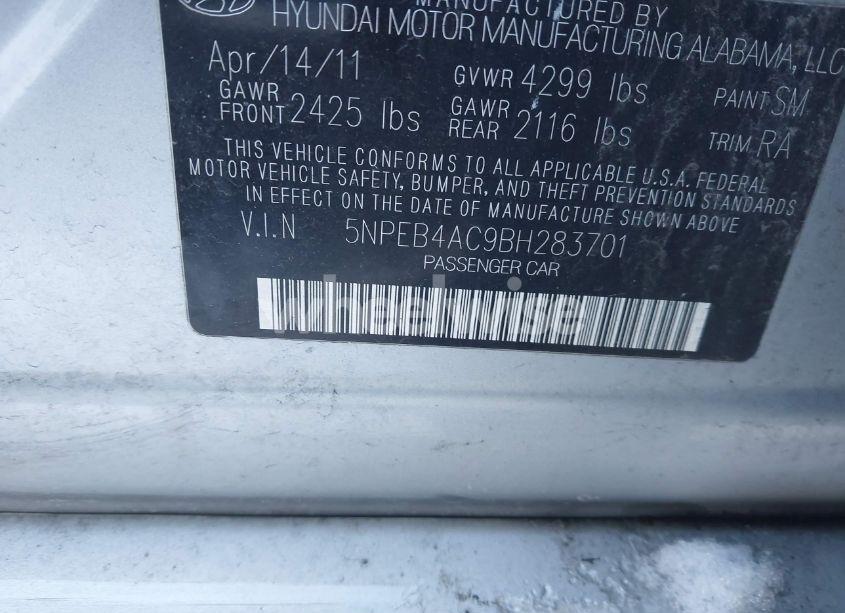 MANUFACTURED BY
HYUNDAI MOTOR MANUFACTURING ALABAMA, LLC
Apr/14/11 GVWR 4299 lbs PAINT SM
GAWR FRONT 2425 lbs GAWR REAR 2116 lbs TRIM RA
THIS VEHICLE CONFORMS TO ALL APPLICABLE U.S.A. FEDERAL
MOTOR VEHICLE SAFETY, BUMPER, AND THEFT PREVENTION STANDARDS
IN EFFECT ON THE DATE OF MANUFACTURE SHOWN ABOVE
V.I.N 5NPEB4AC9BH283701
PASSENGER CAR
wheelwise